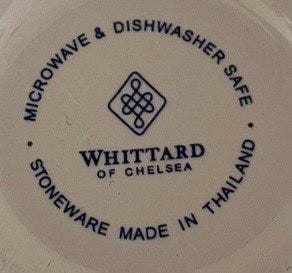 • MICROWAVE & DISHWASHER SAFE •
WHITTARD
OF CHELSEA
STONEWARE MADE IN THAILAND